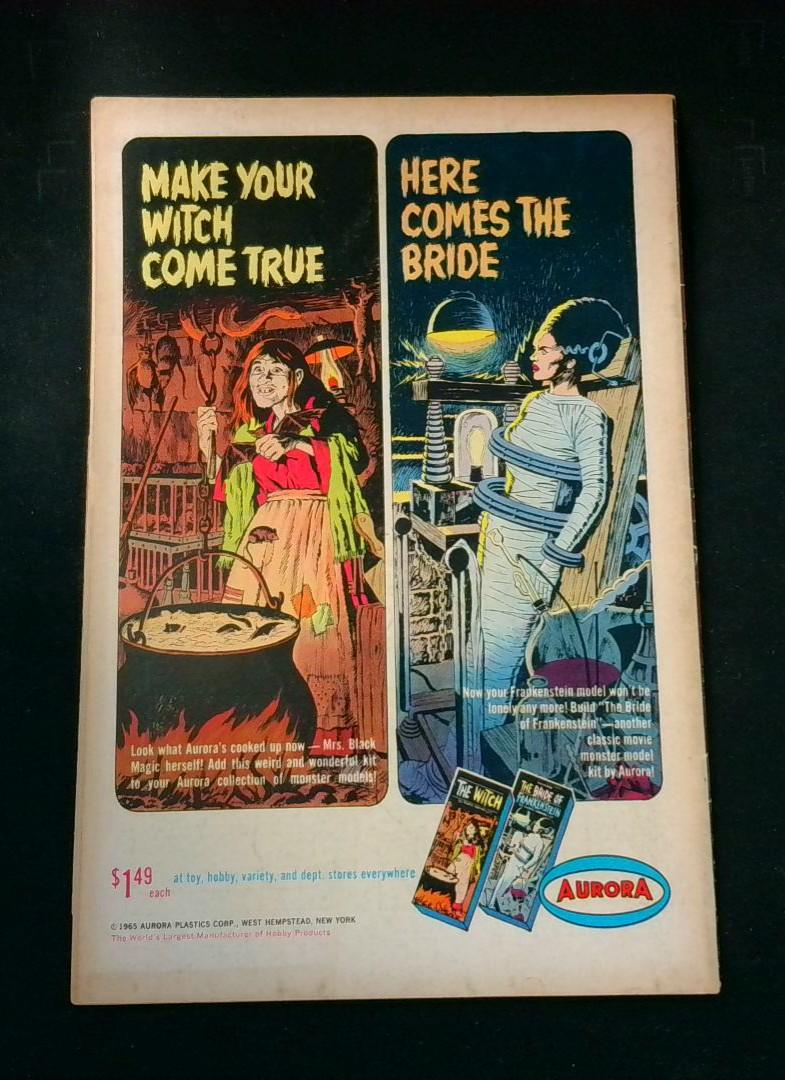 MAKE YOUR
WITCH
COME TRUE
Look what Aurora's cooked up now — Mrs. Black
Magic herself! Add this weird and wonderful kit
to your Aurora collection of monster models!
HERE
COMES THE
BRIDE
Now your Frankenstein model won't be
lonely any more! Build "The Bride
of Frankenstein"—another
classic movie
monster model
kit by Aurora!
THE WITCH
THE BRIDE OF
FRANKENSTEIN
AURORA
$1.49
each
at toy, hobby, variety, and dept. stores everywhere
© 1965 AURORA PLASTICS CORP., WEST HEMPSTEAD, NEW YORK
The World's Largest Manufacturer of Hobby Products